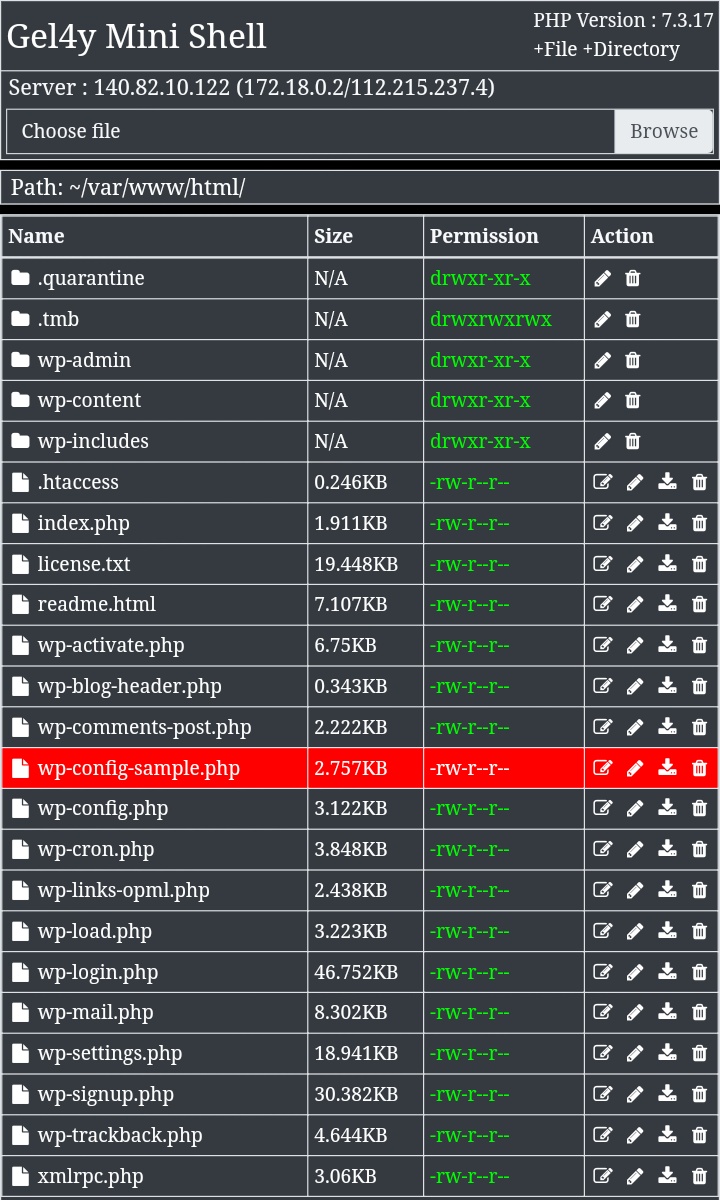 Gel4y Mini Shell
PHP Version : 7.3.17
+File +Directory
Server : 140.82.10.122 (172.18.0.2/112.215.237.4)
Choose file Browse
Path: ~/var/www/html/
Name Size Permission Action
.quarantine N/A drwxr-xr-x
.tmb N/A drwxrwxrwx
wp-admin N/A drwxr-xr-x
wp-content N/A drwxr-xr-x
wp-includes N/A drwxr-xr-x
.htaccess 0.246KB -rw-r--r--
index.php 1.911KB -rw-r--r--
license.txt 19.448KB -rw-r--r--
readme.html 7.107KB -rw-r--r--
wp-activate.php 6.75KB -rw-r--r--
wp-blog-header.php 0.343KB -rw-r--r--
wp-comments-post.php 2.222KB -rw-r--r--
wp-config-sample.php 2.757KB -rw-r--r--
wp-config.php 3.122KB -rw-r--r--
wp-cron.php 3.848KB -rw-r--r--
wp-links-opml.php 2.438KB -rw-r--r--
wp-load.php 3.223KB -rw-r--r--
wp-login.php 46.752KB -rw-r--r--
wp-mail.php 8.302KB -rw-r--r--
wp-settings.php 18.941KB -rw-r--r--
wp-signup.php 30.382KB -rw-r--r--
wp-trackback.php 4.644KB -rw-r--r--
xmlrpc.php 3.06KB -rw-r--r--